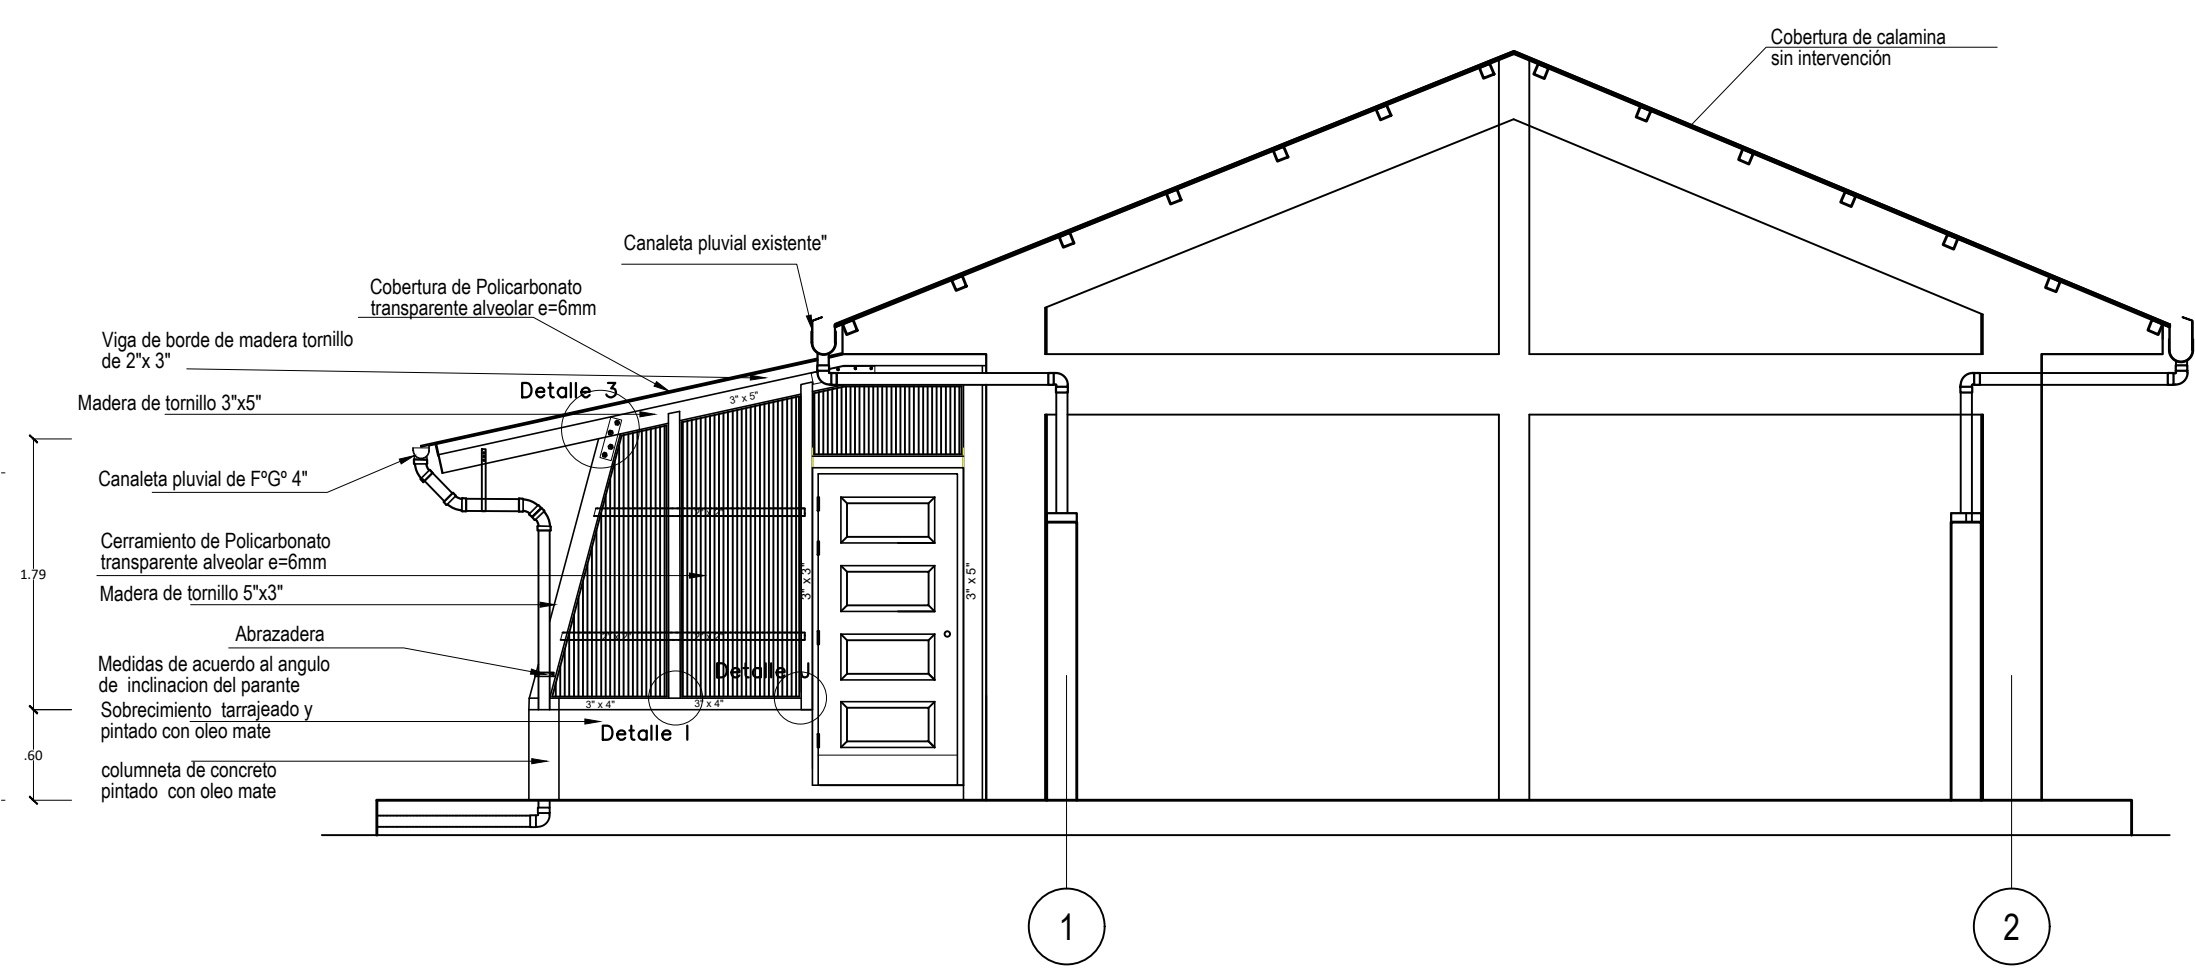 Cobertura de calamina
sin intervención
Canaleta pluvial existente"
Cobertura de Policarbonato
transparente alveolar e=6mm
Viga de borde de madera tornillo
de 2"x 3"
Detalle 3
Madera de tornillo 3"x5"
3" x 5"
Canaleta pluvial de FºGº 4"
Cerramiento de Policarbonato
transparente alveolar e=6mm
1.79
3" x 3"
3" x 5"
Madera de tornillo 5"x3"
Abrazadera
Medidas de acuerdo al angulo
de inclinacion del parante
Detalle J
Sobrecimiento tarrajeado y
pintado con oleo mate
3" x 4"
3" x 4"
Detalle I
.60
columneta de concreto
pintado con oleo mate
1
2